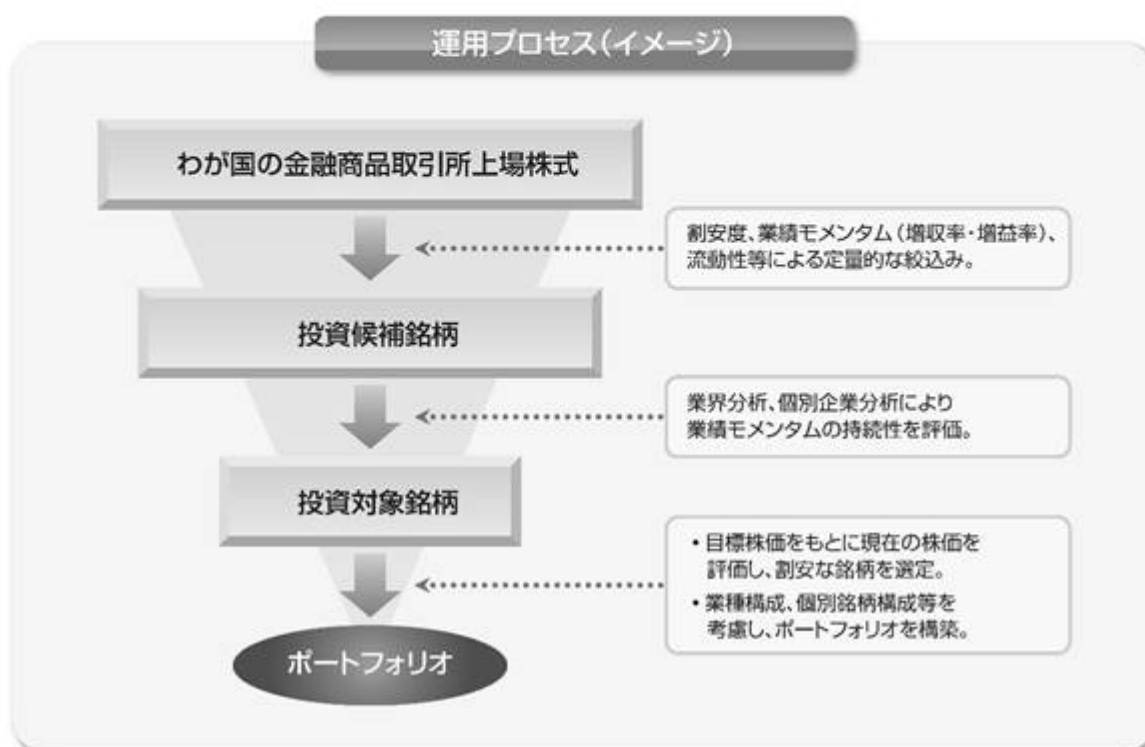 運用プロセス(イメージ)
わが国の金融商品取引所上場株式
割安度、業績モメンタム(増収率・増益率)、
流動性等による定量的な絞込み。
投資候補銘柄
業界分析、個別企業分析により
業績モメンタムの持続性を評価。
投資対象銘柄
・目標株価をもとに現在の株価を
評価し、割安な銘柄を選定。
・業種構成、個別銘柄構成等を
考慮し、ポートフォリオを構築。
ポートフォリオ